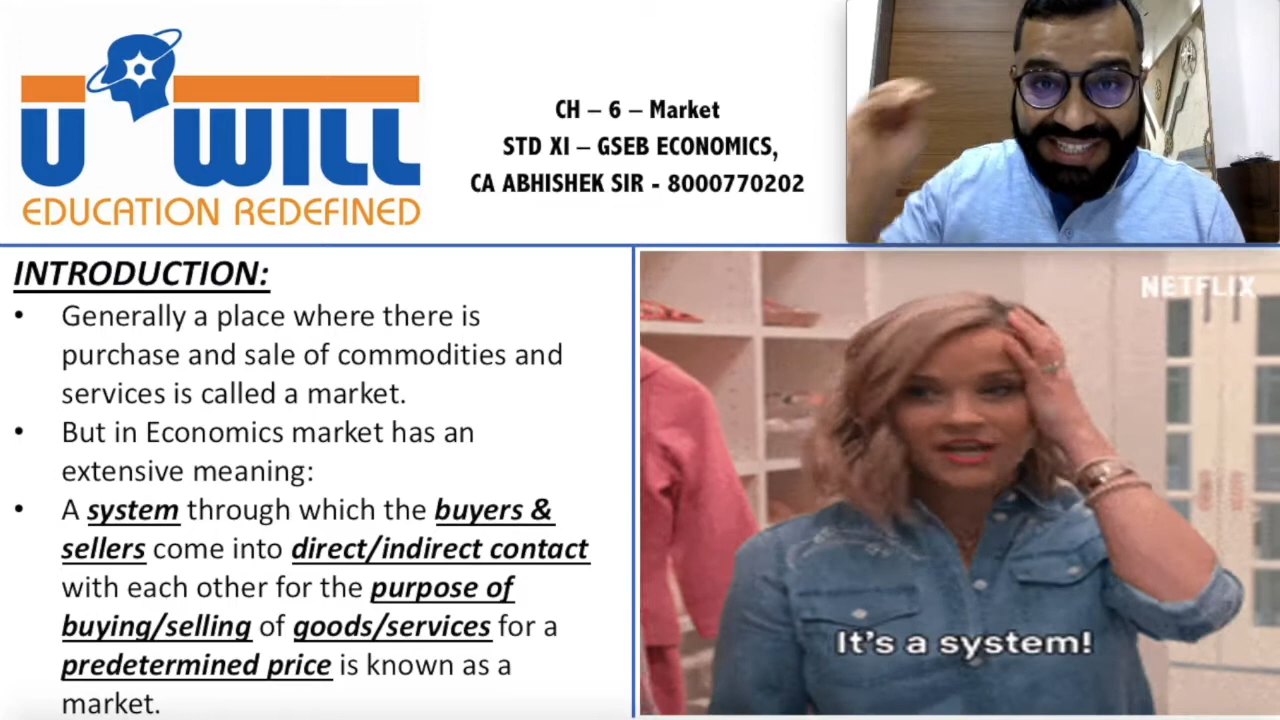 U WILL
EDUCATION REDEFINED
CH – 6 – Market
STD XI – GSEB ECONOMICS,
CA ABHISHEK SIR - 8000770202
INTRODUCTION:
• Generally a place where there is
purchase and sale of commodities and
services is called a market.
• But in Economics market has an
extensive meaning:
• A system through which the buyers &
sellers come into direct/indirect contact
with each other for the purpose of
buying/selling of goods/services for a
predetermined price is known as a
market.
NETFLIX
It's a system!